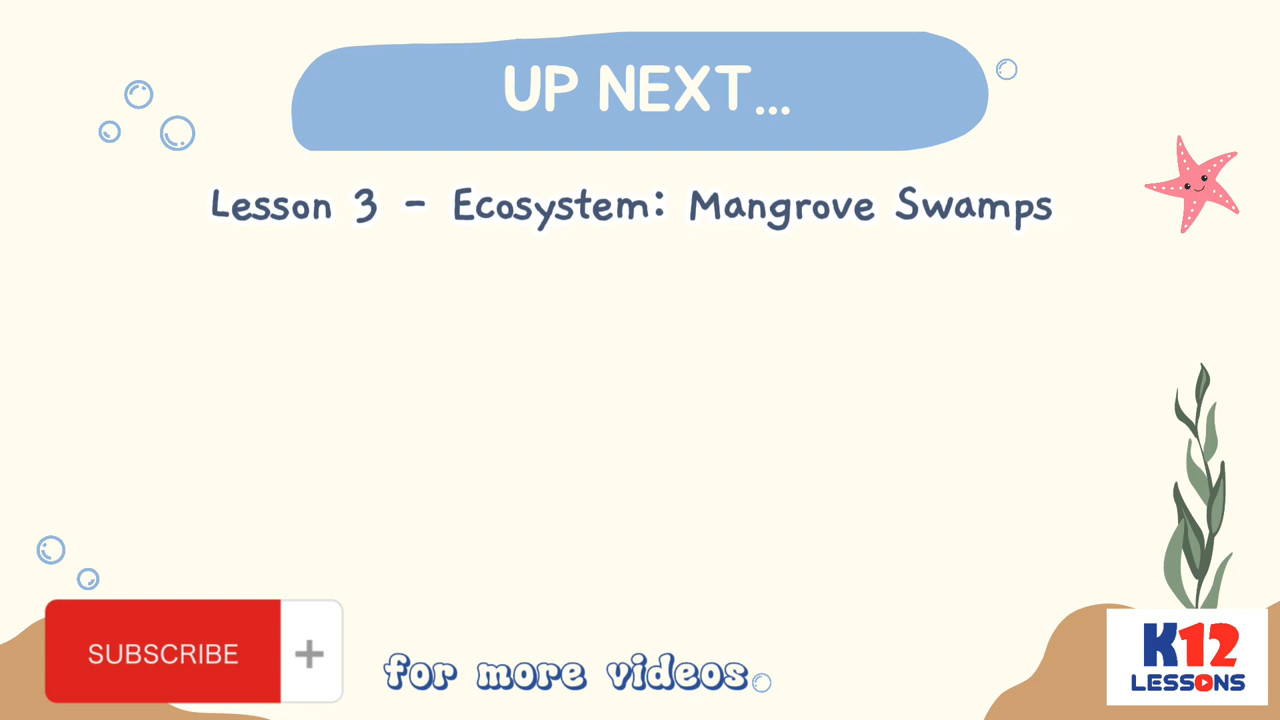 UP NEXT...
Lesson 3 - Ecosystem: Mangrove Swamps
SUBSCRIBE +
for more videos.
K12
LESSONS